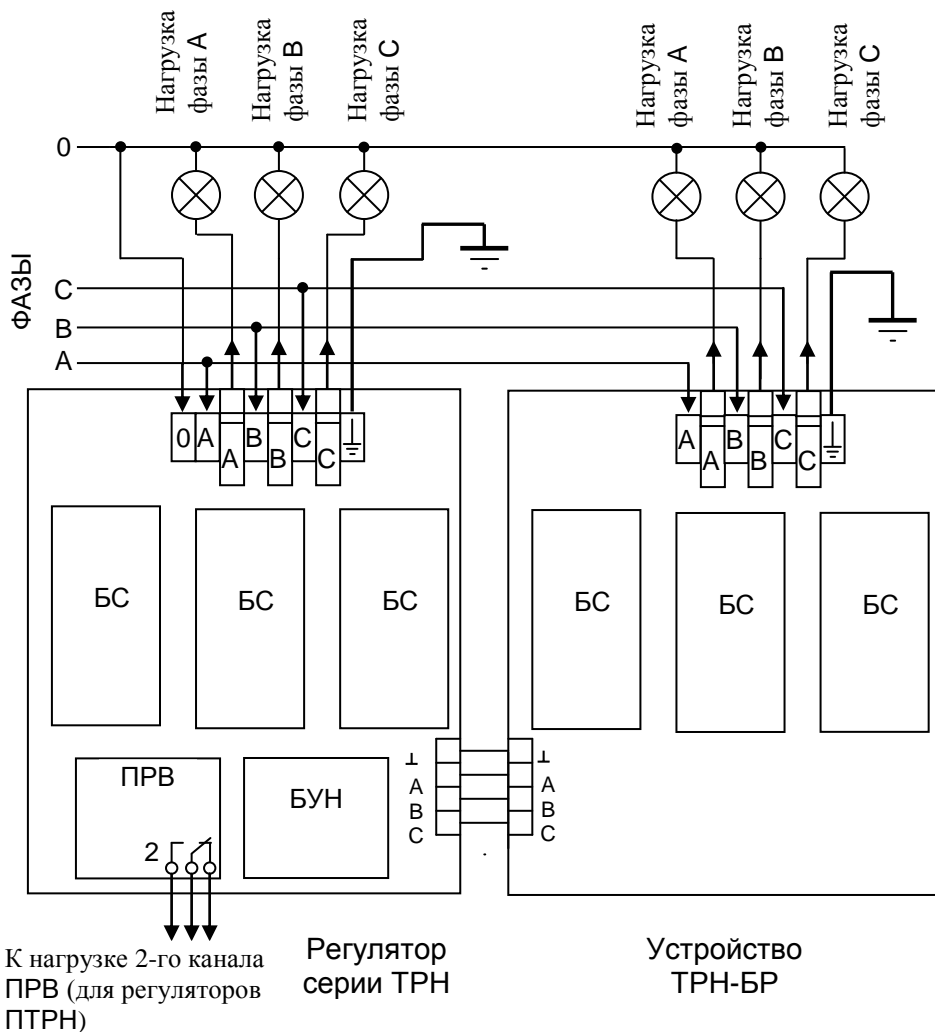 Нагрузка
фазы А
Нагрузка
фазы В
Нагрузка
фазы С
Нагрузка
фазы А
Нагрузка
фазы В
Нагрузка
фазы С
0
ФАЗЫ
С
В
А
0 А А В В С С
А А В В С С
БС БС БС
БС БС БС
ПРВ
2
БУН
⊥
А
В
С
⊥
А
В
С
К нагрузке 2-го канала
ПРВ (для регуляторов
ПТРН)
Регулятор
серии ТРН
Устройство
ТРН-БР